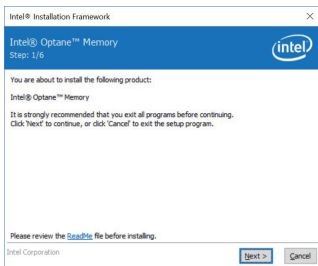 Intel® Installation Framework
Intel® Optane™ Memory
Step: 1/6
intel
You are about to install the following product:
Intel® Optane™ Memory
It is strongly recommended that you exit all programs before continuing.
Click 'Next' to continue, or click 'Cancel' to exit the setup program.
Please review the ReadMe file before installing.
Intel Corporation
Next >
Cancel